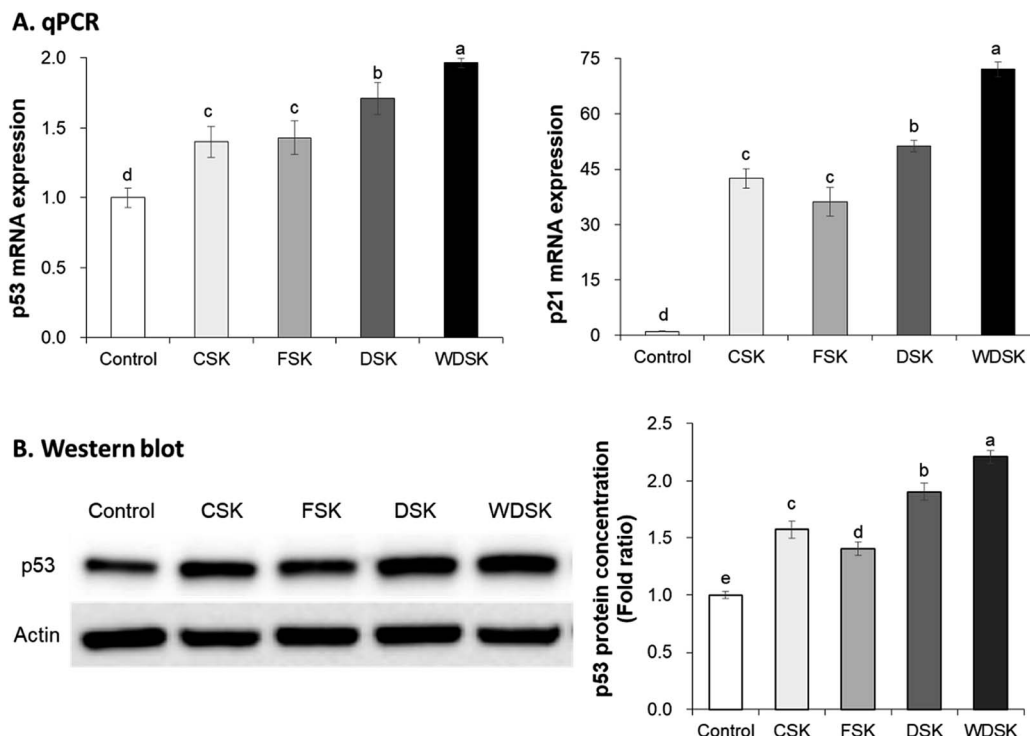 A. qPCR
p53 mRNA expression
2.0
1.5
1.0
0.5
0.0
d
c
c
b
a
Control CSK FSK DSK WDSK
p21 mRNA expression
75
60
45
30
15
0
d
c
c
b
a
Control CSK FSK DSK WDSK
B. Western blot
Control CSK FSK DSK WDSK
p53
Actin
p53 protein concentration
(Fold ratio)
2.5
2.0
1.5
1.0
0.5
0.0
e
c
d
b
a
Control CSK FSK DSK WDSK